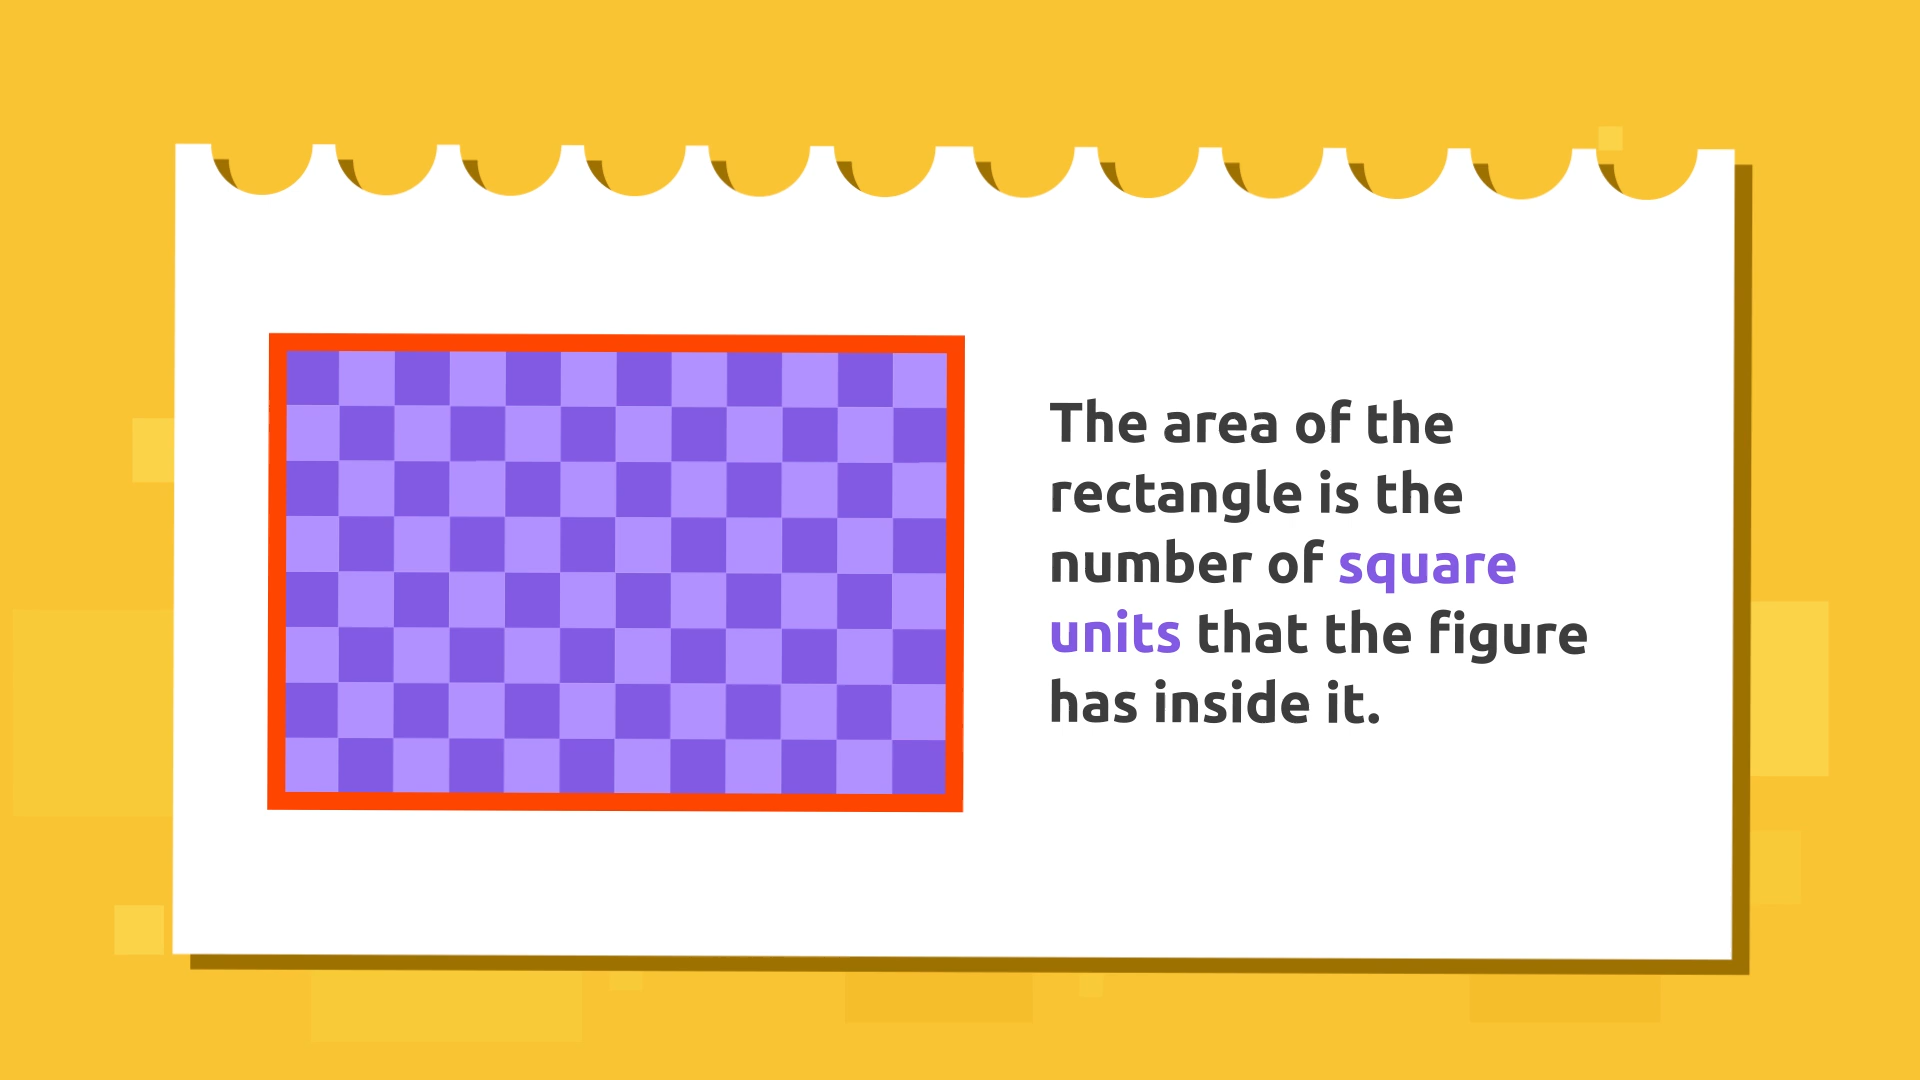 The area of the
rectangle is the
number of square
units that the figure
has inside it.